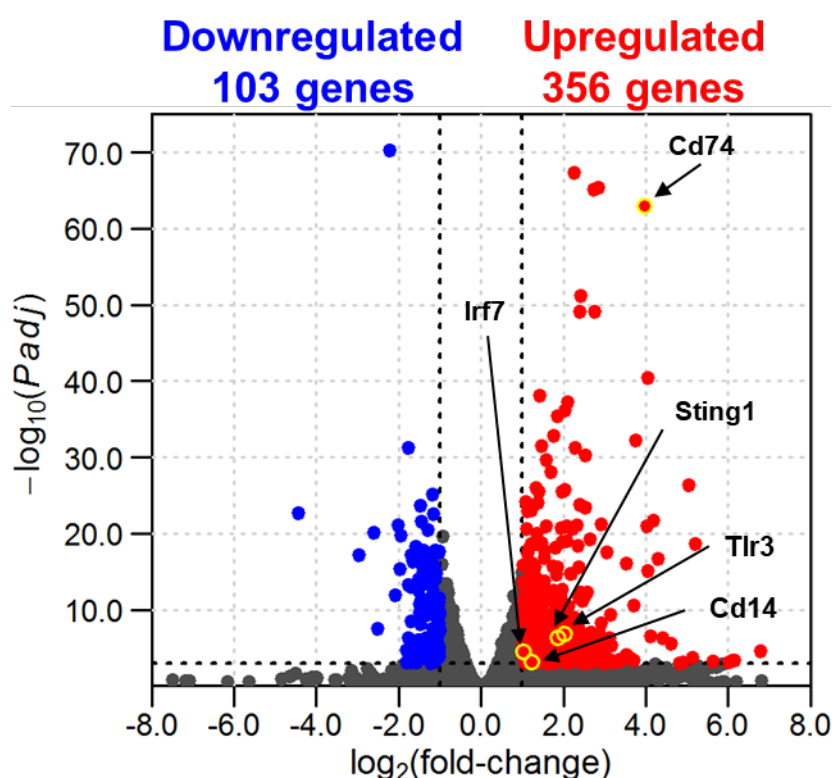 Downregulated
103 genes
Upregulated
356 genes
Cd74
Irf7
Sting1
Tlr3
Cd14
−log₁₀(Padj)
70.0
60.0
50.0
40.0
30.0
20.0
10.0
-8.0 -6.0 -4.0 -2.0 0.0 2.0 4.0 6.0 8.0
log₂(fold-change)